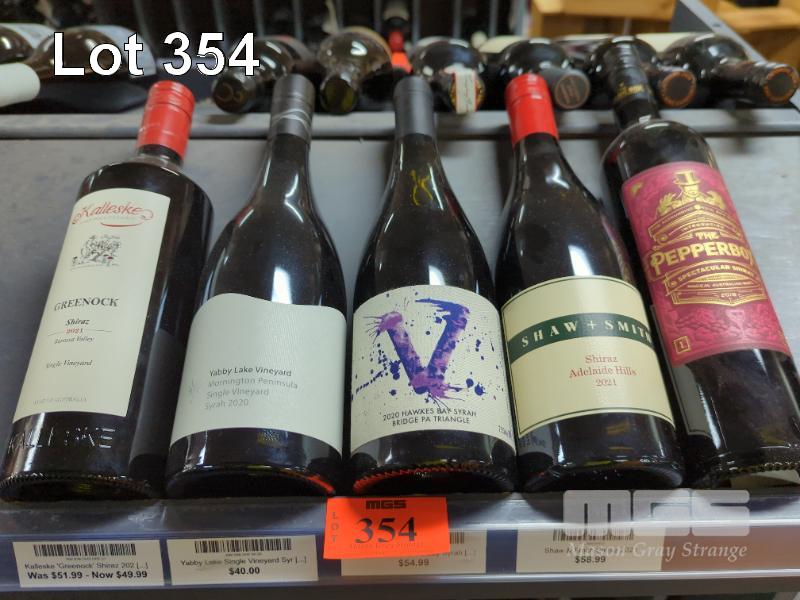 Lot 354
Kalleske
GREENOCK
Shiraz
2021
Barossa Valley
Single Vineyard
KALLESKE
Yabby Lake Vineyard
Mornington Peninsula
Single Vineyard
Syrah 2020
V
2020 HAWKES BAY SYRAH
BRIDGE PA TRIANGLE
SHAW + SMITH
Shiraz
Adelaide Hills
2021
THE
PEPPERBOX
SPECTACULAR SHIRAZ
2018
1
MGS
LOT
354
MGS
Mason Gray Strange
Kalleske 'Greenock' Shiraz 202 [...]
Was $51.99 - Now $49.99
Yabby Lake Single Vineyard Syr [...]
$40.00
$54.99
$58.99